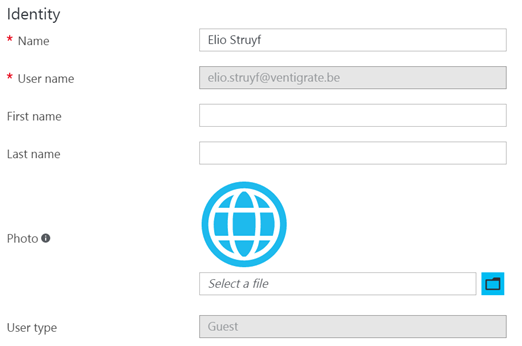 Identity
* Name Elio Struyf
* User name elio.struyf@ventigrate.be
First name
Last name
Photo
Select a file
User type Guest